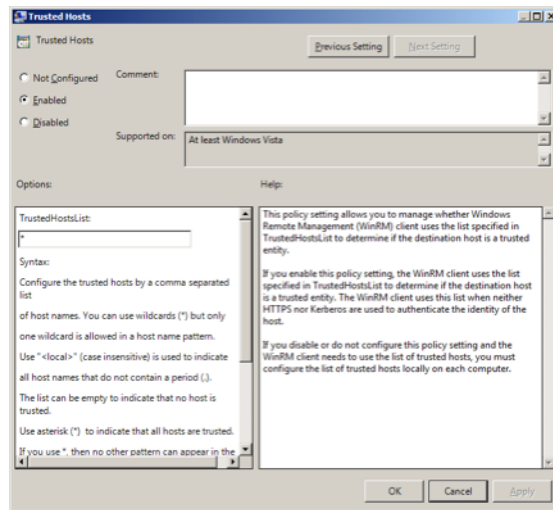 Trusted Hosts
Trusted Hosts
Previous Setting
Next Setting
Not Configured
Comment:
Enabled
Disabled
Supported on:
At least Windows Vista
Options:
Help:
TrustedHostsList:
*
Syntax:
Configure the trusted hosts by a comma separated
list
of host names. You can use wildcards (*) but only
one wildcard is allowed in a host name pattern.
Use "<local>" (case insensitive) is used to indicate
all host names that do not contain a period (.).
The list can be empty to indicate that no host is
trusted.
Use asterisk (*) to indicate that all hosts are trusted.
If you use *, then no other pattern can appear in the
This policy setting allows you to manage whether Windows
Remote Management (WinRM) client uses the list specified in
TrustedHostsList to determine if the destination host is a trusted
entity.
If you enable this policy setting, the WinRM client uses the list
specified in TrustedHostsList to determine if the destination host
is a trusted entity. The WinRM client uses this list when neither
HTTPS nor Kerberos are used to authenticate the identity of the
host.
If you disable or do not configure this policy setting and the
WinRM client needs to use the list of trusted hosts, you must
configure the list of trusted hosts locally on each computer.
OK
Cancel
Apply